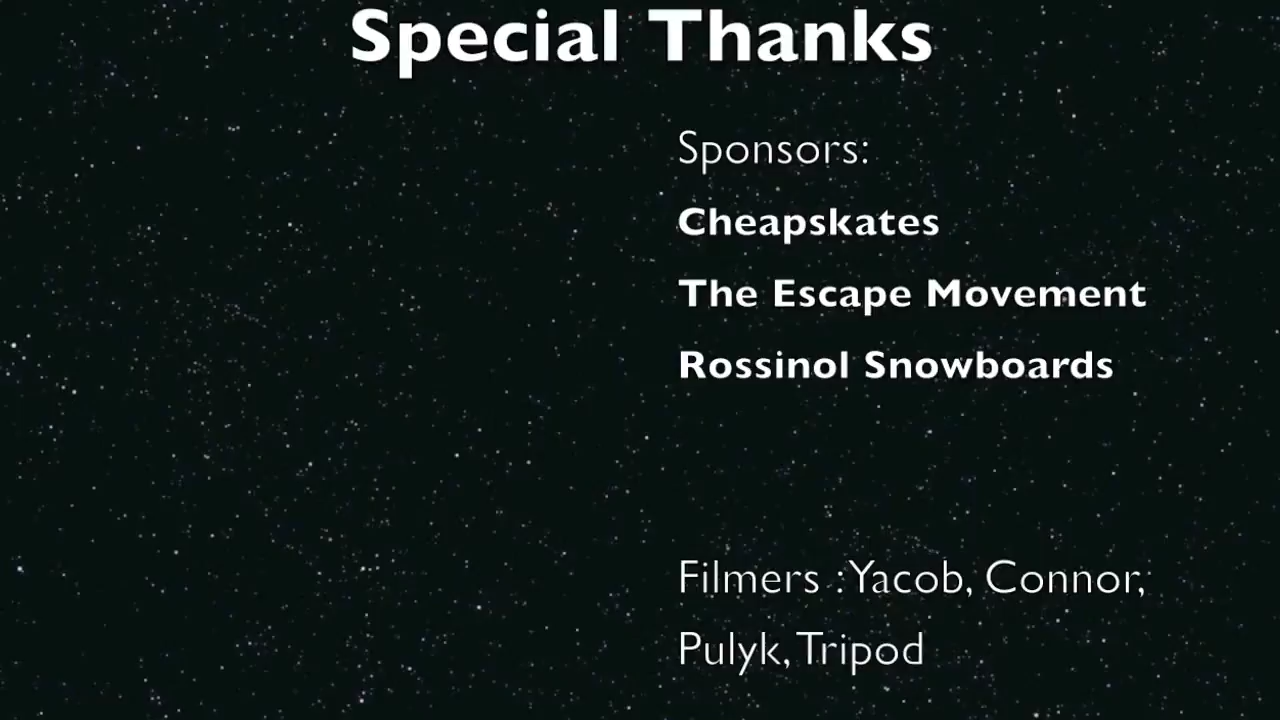 Special Thanks
Sponsors:
Cheapskates
The Escape Movement
Rossinol Snowboards
Filmers : Yacob, Connor,
Pulyk, Tripod